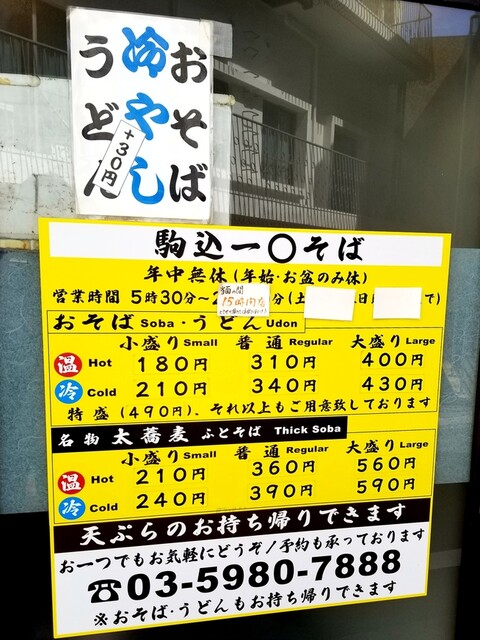 おそば
冷やし
うどん
+30円
駒込一〇そば
年中無休(年始・お盆のみ休)
営業時間 5時30分〜2 分(土 日 で)
当面の間
15時閉店
おそば Soba・うどん Udon
小盛り Small 普通 Regular 大盛り Large
温 Hot 180円 310円 400円
冷 Cold 210円 340円 430円
特盛(490円)、それ以上もご用意致しております
名物 太蕎麦 ふとそば Thick Soba
小盛り Small 普通 Regular 大盛り Large
温 Hot 210円 360円 560円
冷 Cold 240円 390円 590円
天ぷらのお持ち帰りできます
お一つでもお気軽にどうぞ!予約も承っております
☎03-5980-7888
※おそば・うどんもお持ち帰りできます